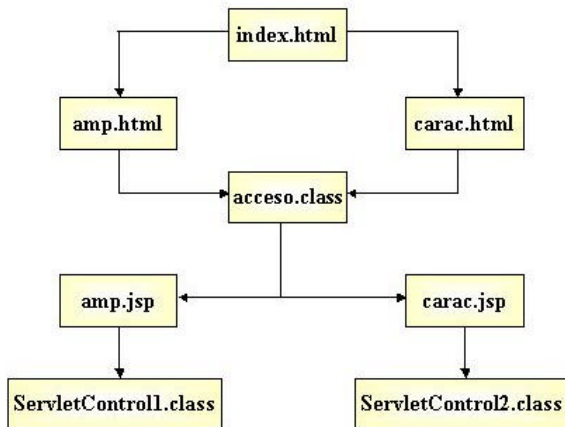 index.html
amp.html
carac.html
acceso.class
amp.jsp
carac.jsp
ServletControl1.class
ServletControl2.class